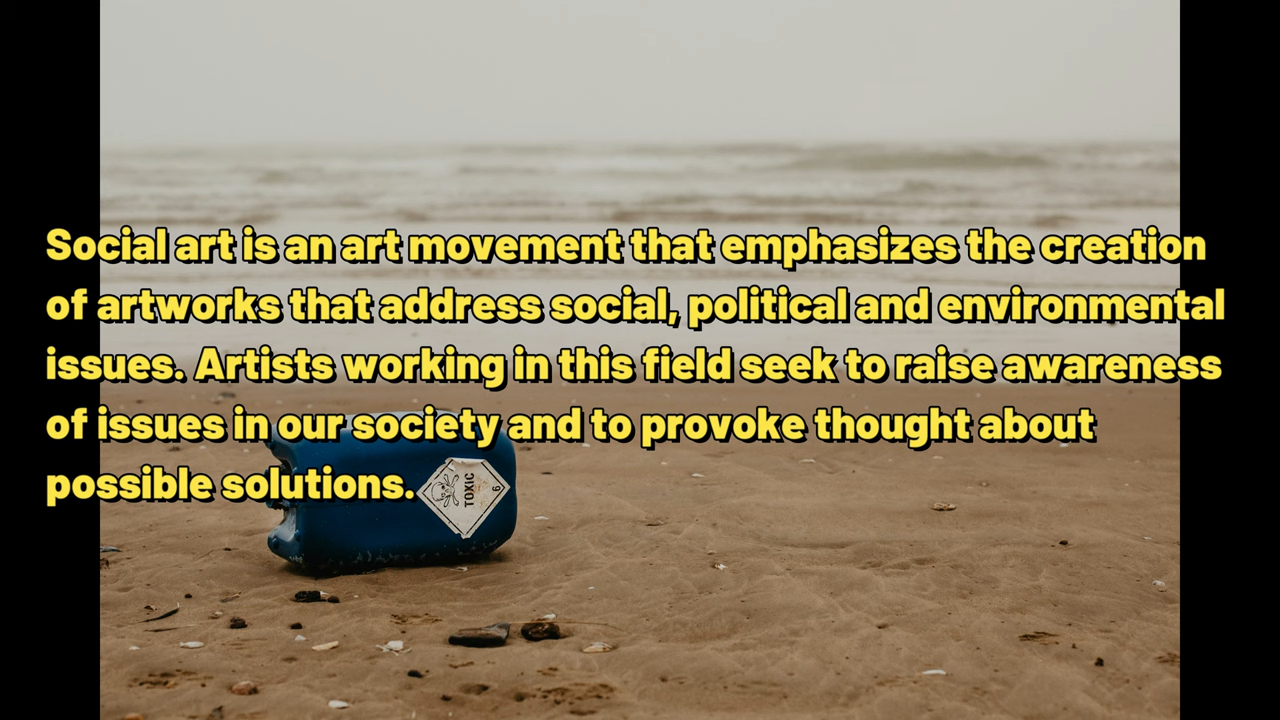 Social art is an art movement that emphasizes the creation
of artworks that address social, political and environmental
issues. Artists working in this field seek to raise awareness
of issues in our society and to provoke thought about
possible solutions.
TOXIC
6